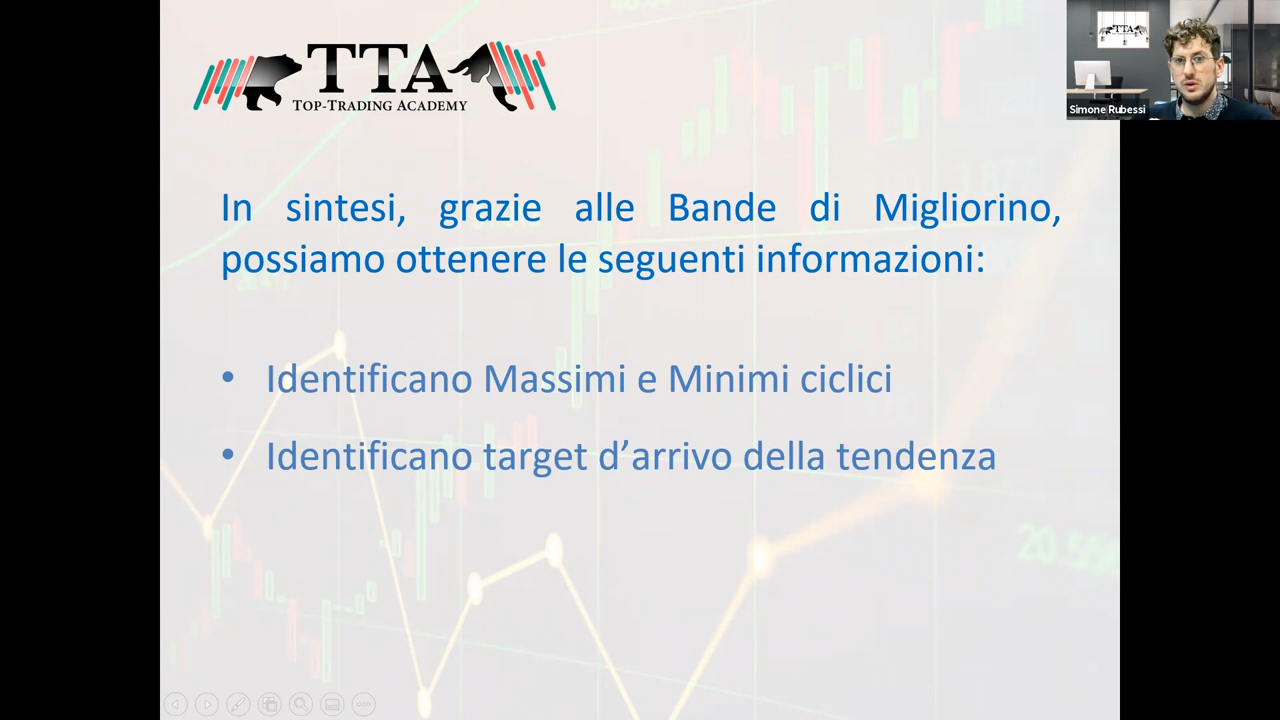 TTA
TOP-TRADING ACADEMY
Simone Rubessi
In sintesi, grazie alle Bande di Migliorino,
possiamo ottenere le seguenti informazioni:
• Identificano Massimi e Minimi ciclici
• Identificano target d’arrivo della tendenza